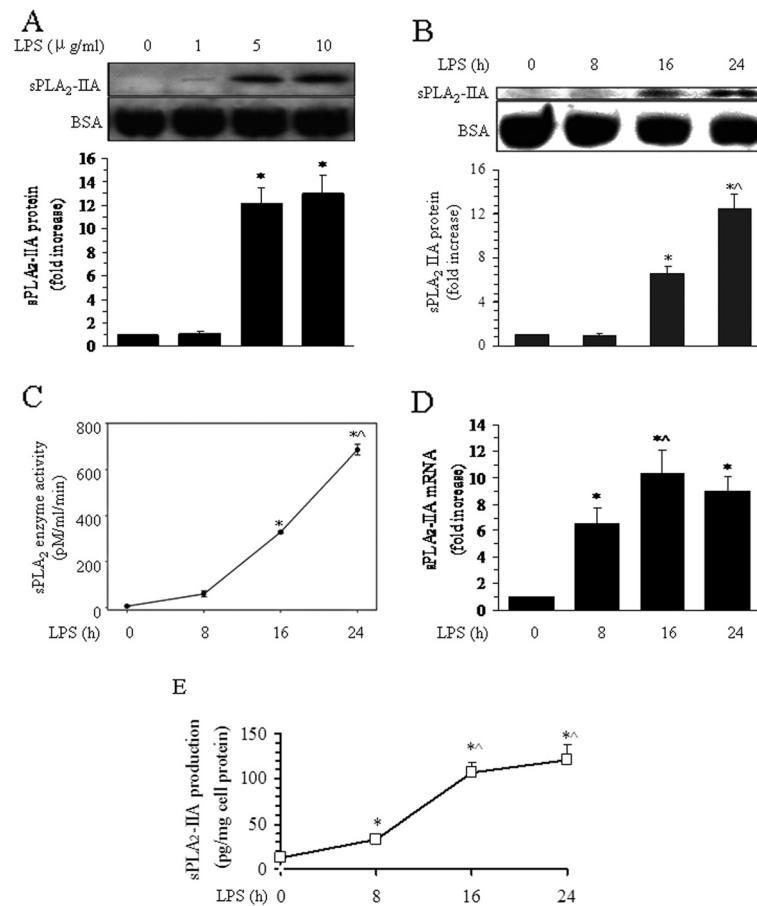 A
LPS (μg/ml) 0 1 5 10
sPLA₂-IIA
BSA
sPLA₂-IIA protein
(fold increase)
16
14
12
10
8
6
4
2
0
*
*
B
LPS (h) 0 8 16 24
sPLA₂-IIA
BSA
sPLA₂ IIA protein
(fold increase)
16
12
8
4
0
*
*^
C
sPLA₂ enzyme activity
(pM/ml/min)
800
600
400
200
0
*
*^
LPS (h) 0 8 16 24
D
sPLA₂-IIA mRNA
(fold increase)
14
12
10
8
6
4
2
0
*
*^
*
LPS (h) 0 8 16 24
E
sPLA₂-IIA production
(pg/mg cell protein)
150
100
50
0
*
*^
*^
LPS (h) 0 8 16 24